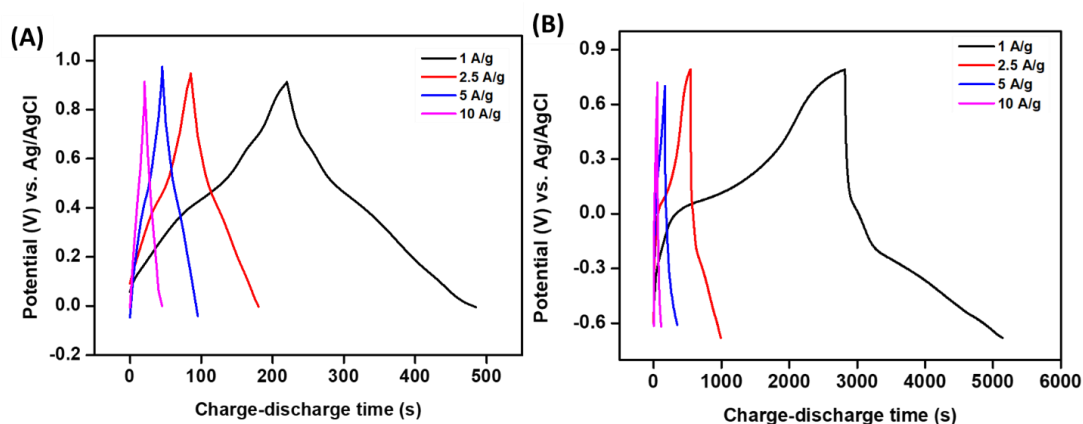 (A)
1 A/g
2.5 A/g
5 A/g
10 A/g
1.0
0.8
0.6
0.4
0.2
0.0
-0.2
Potential (V) vs. Ag/AgCl
0 100 200 300 400 500
Charge-discharge time (s)
(B)
1 A/g
2.5 A/g
5 A/g
10 A/g
0.9
0.6
0.3
0.0
-0.3
-0.6
Potential (V) vs. Ag/AgCl
0 1000 2000 3000 4000 5000 6000
Charge-discharge time (s)